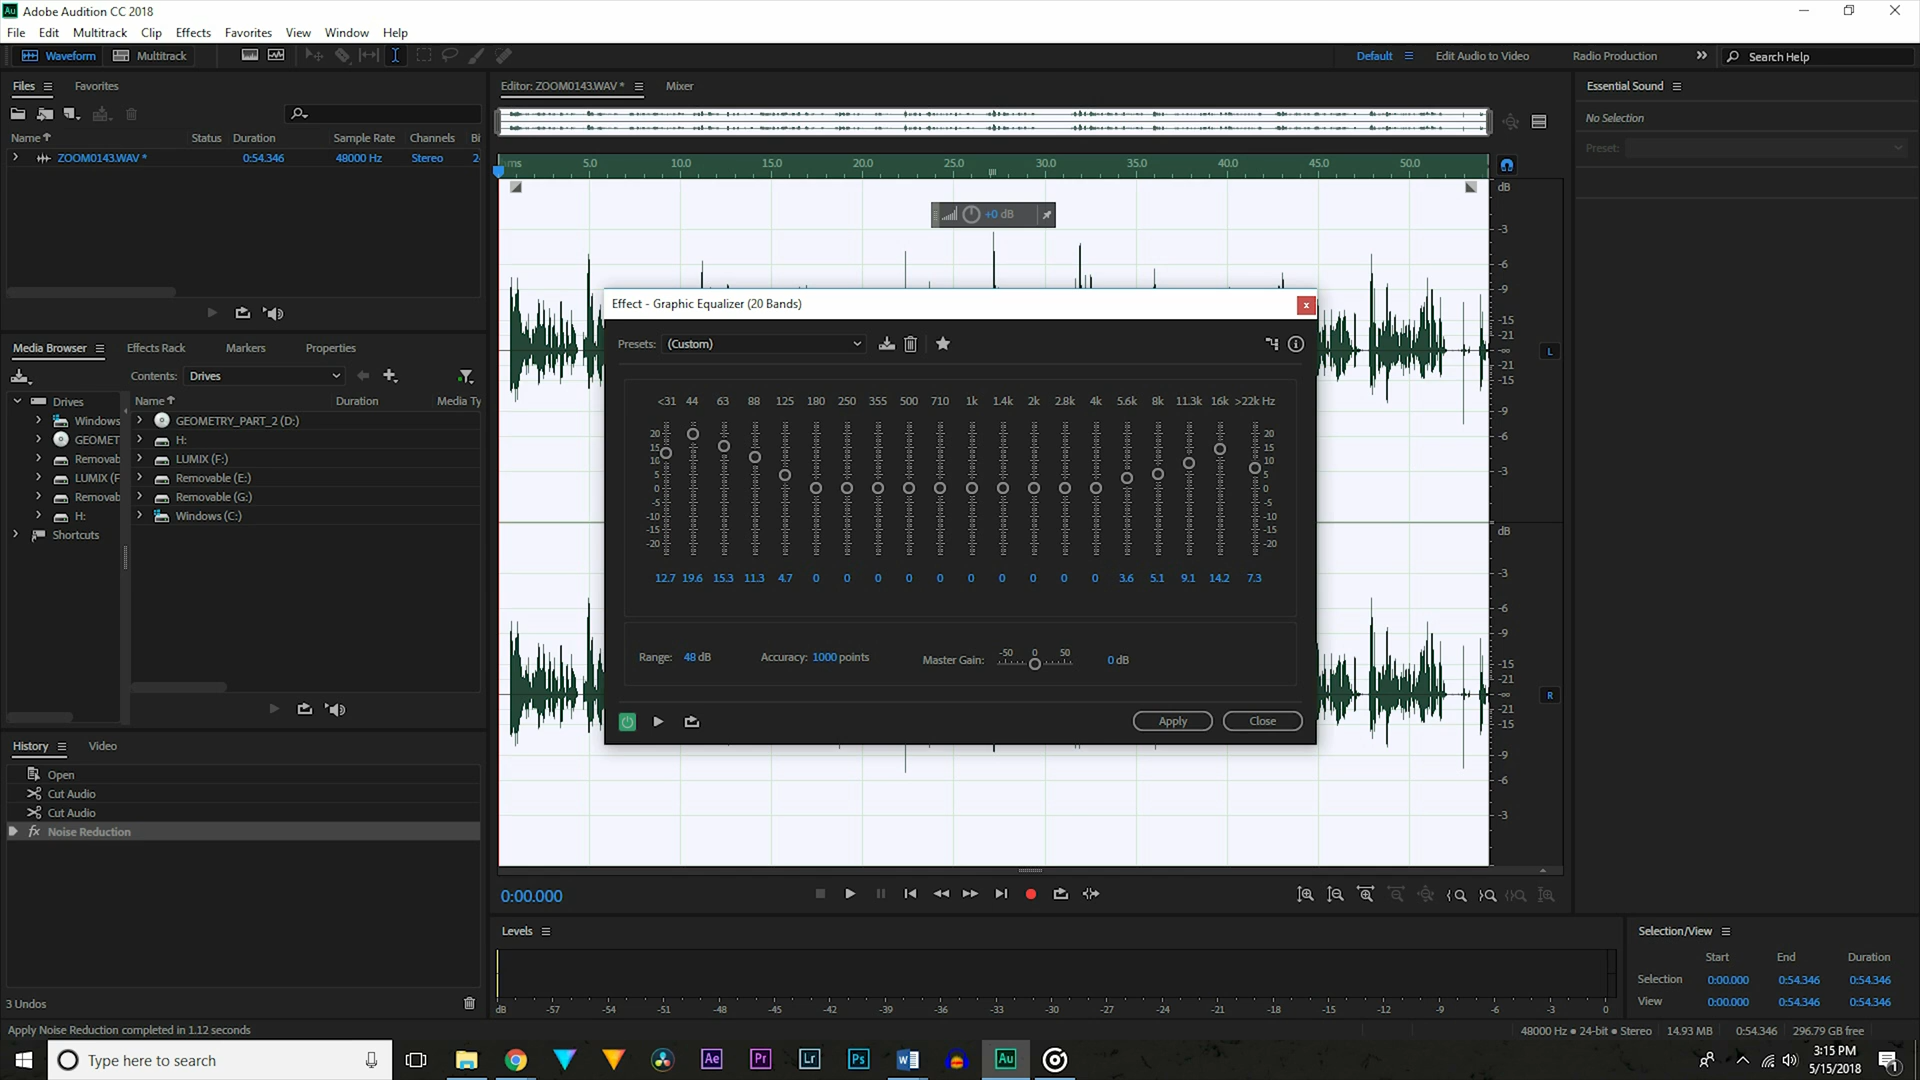 Adobe Audition CC 2018
File Edit Multitrack Clip Effects Favorites View Window Help
Waveform Multitrack Default Edit Audio to Video Radio Production Search Help
Files Favorites
Name Status Duration Sample Rate Channels Bi
ZOOM0143.WAV * 0:54.346 48000 Hz Stereo 2
Media Browser Effects Rack Markers Properties
Contents: Drives
Drives
Windows
GEOMET
Removab
LUMIX (F
Removab
H:
Shortcuts
Name Duration Media Ty
GEOMETRY_PART_2 (D:)
H:
LUMIX (F:)
Removable (E:)
Removable (G:)
Windows (C:)
History Video
Open
Cut Audio
Cut Audio
Noise Reduction
3 Undos
Apply Noise Reduction completed in 1.12 seconds
Editor: ZOOM0143.WAV * Mixer
hms 5.0 10.0 15.0 20.0 25.0 30.0 35.0 40.0 45.0 50.0
+0 dB
dB
-3
-6
-9
-15
-21
-∞
-21
-15
-9
-6
-3
L
dB
-3
-6
-9
-15
-21
-∞
-21
-15
-9
-6
-3
R
Effect - Graphic Equalizer (20 Bands)
Presets: (Custom)
<31 44 63 88 125 180 250 355 500 710 1k 1.4k 2k 2.8k 4k 5.6k 8k 11.3k 16k >22k Hz
20 20
15 15
10 10
5 5
0 0
-5 -5
-10 -10
-15 -15
-20 -20
12.7 19.6 15.3 11.3 4.7 0 0 0 0 0 0 0 0 0 0 3.6 5.1 9.1 14.2 7.3
Range: 48 dB Accuracy: 1000 points Master Gain: -50 0 50 0 dB
Apply Close
0:00.000
Levels
dB -57 -54 -51 -48 -45 -42 -39 -36 -33 -30 -27 -24 -21 -18 -15 -12 -9 -6 -3 0
Essential Sound
No Selection
Preset:
Selection/View
Start End Duration
Selection 0:00.000 0:54.346 0:54.346
View 0:00.000 0:54.346 0:54.346
48000 Hz • 24-bit • Stereo 14.93 MB 0:54.346 296.79 GB free
Type here to search
Ae Pr Lr Ps Au
3:15 PM
5/15/2018
1